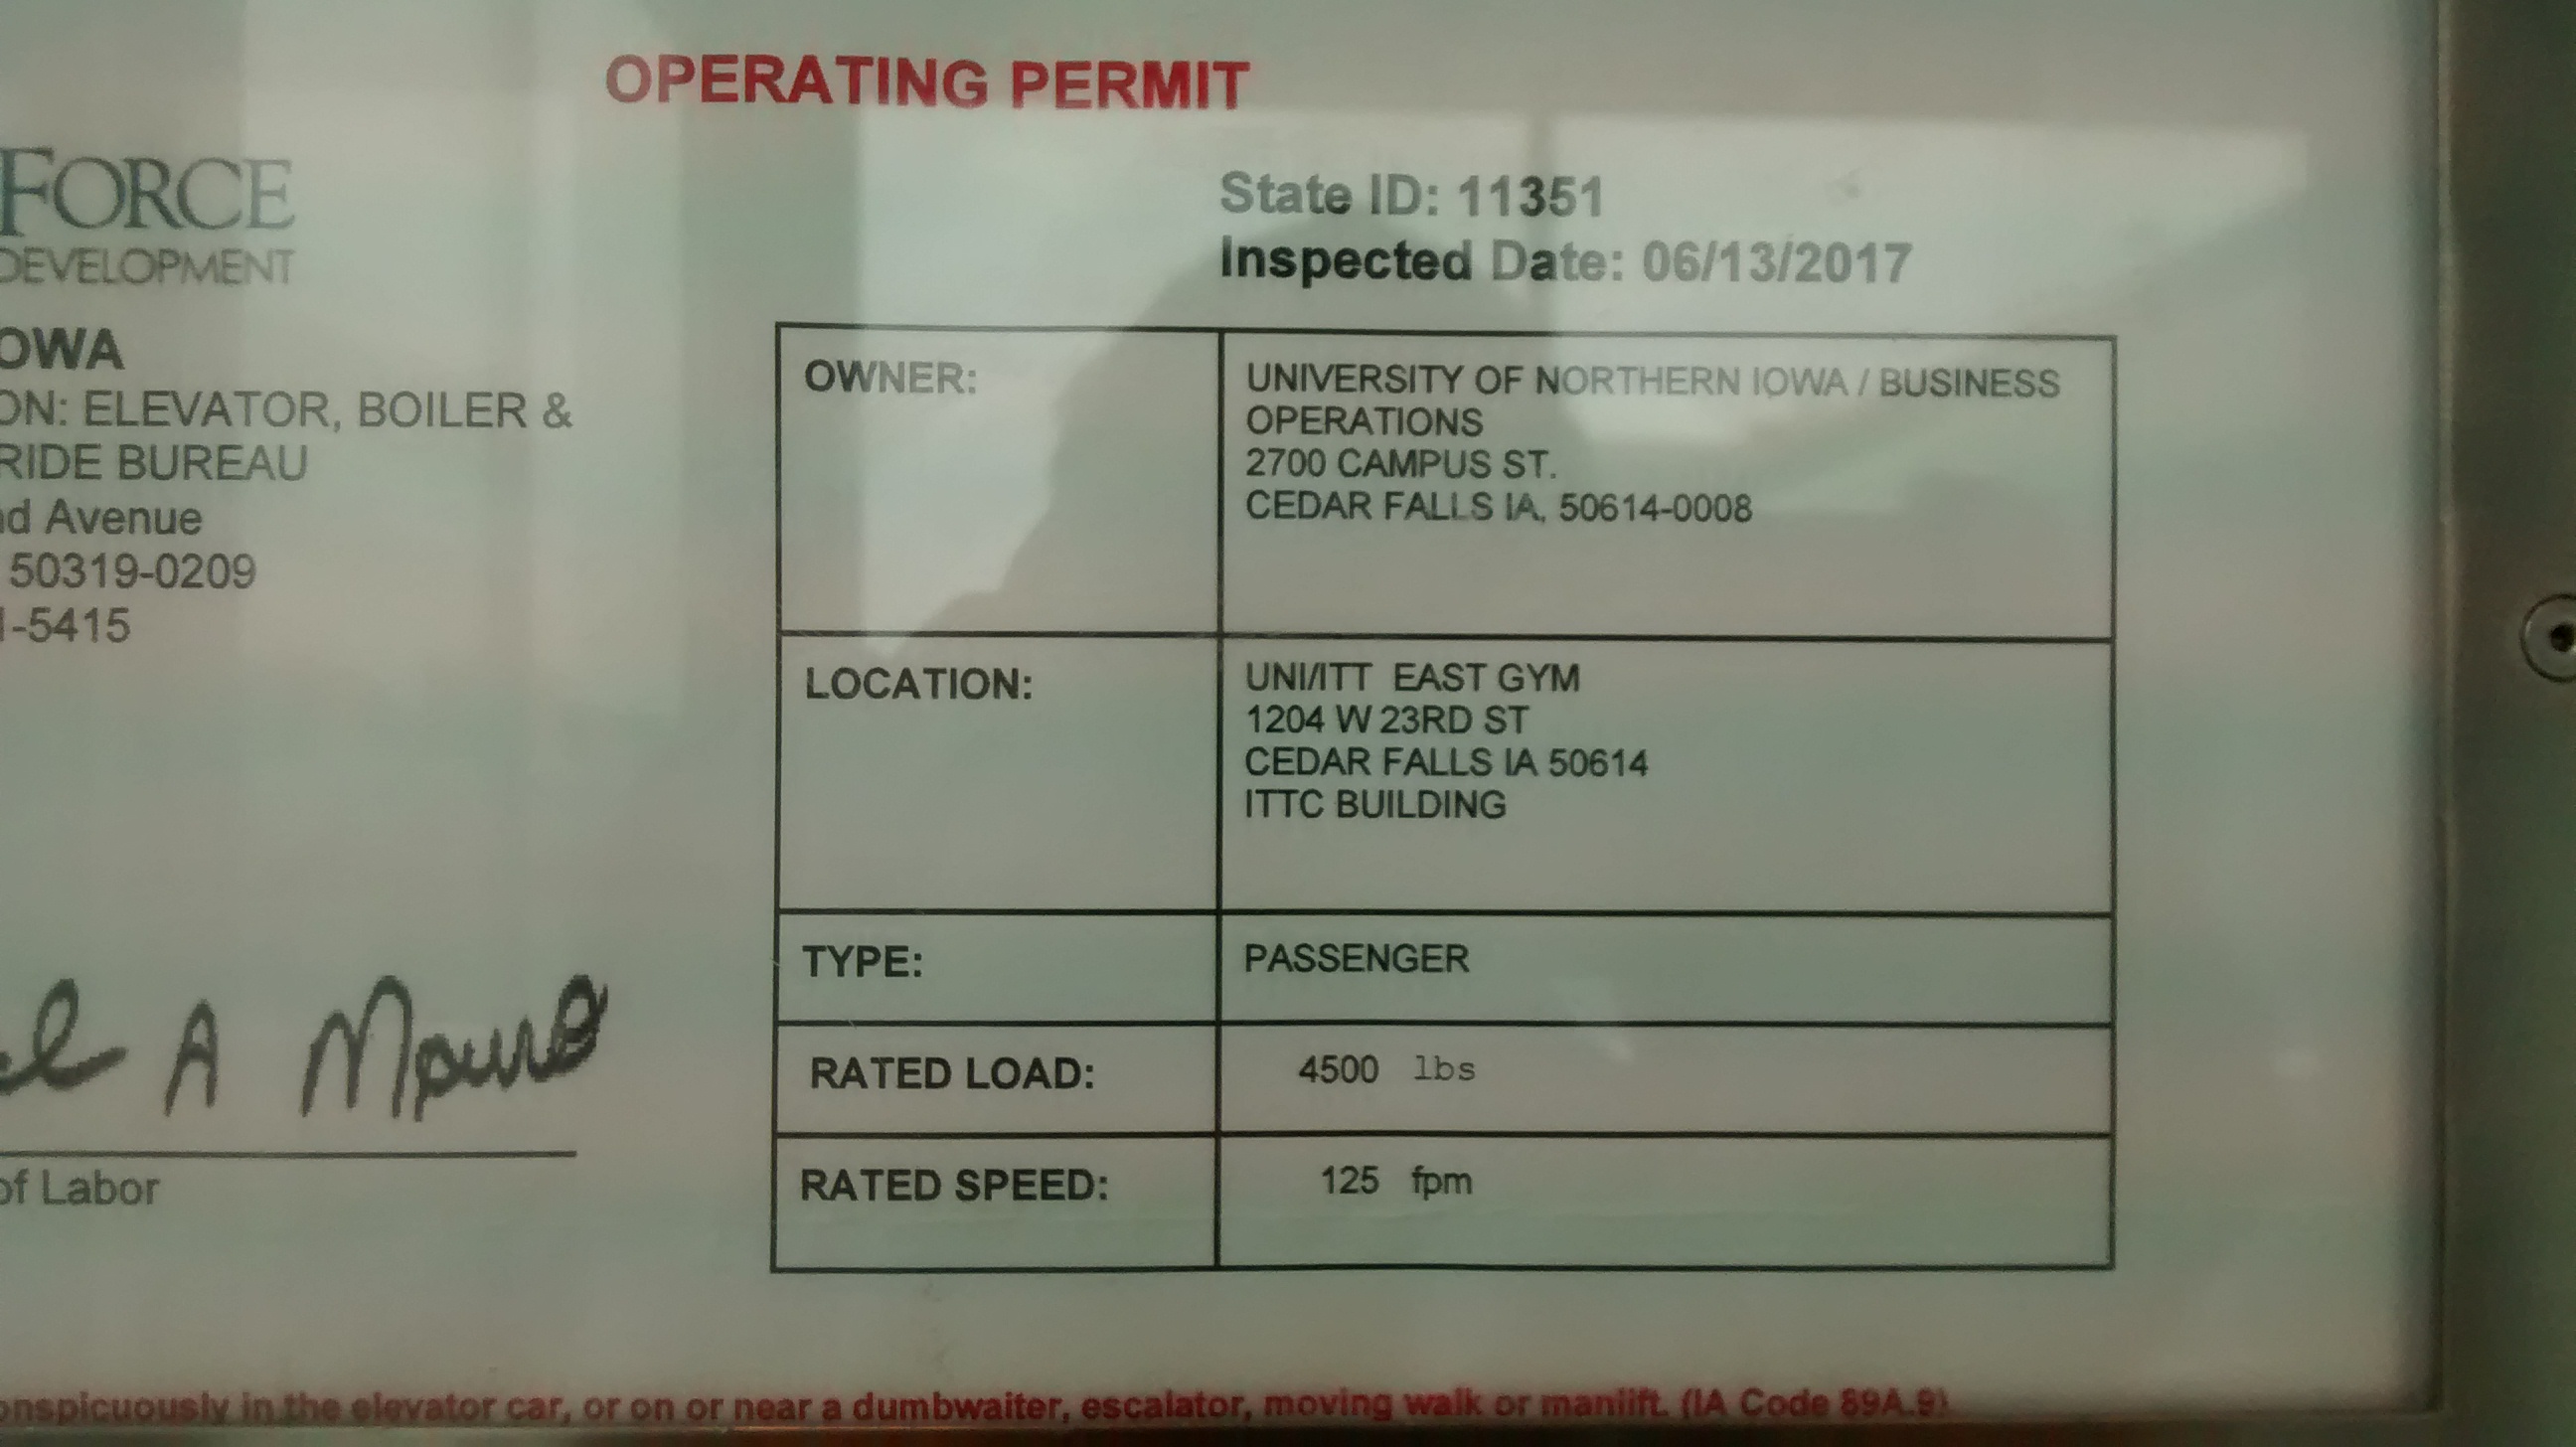 OPERATING PERMIT
FORCE
DEVELOPMENT
OWA
ON: ELEVATOR, BOILER &
RIDE BUREAU
nd Avenue
50319-0209
1-5415
A Mauro
of Labor
State ID: 11351
Inspected Date: 06/13/2017
OWNER:
UNIVERSITY OF NORTHERN IOWA / BUSINESS
OPERATIONS
2700 CAMPUS ST.
CEDAR FALLS IA, 50614-0008
LOCATION:
UNI/ITT EAST GYM
1204 W 23RD ST
CEDAR FALLS IA 50614
ITTC BUILDING
TYPE:
PASSENGER
RATED LOAD:
4500 lbs
RATED SPEED:
125 fpm
onspicuously in the elevator car, or on or near a dumbwaiter, escalator, moving walk or manlift. (IA Code 89A.9)